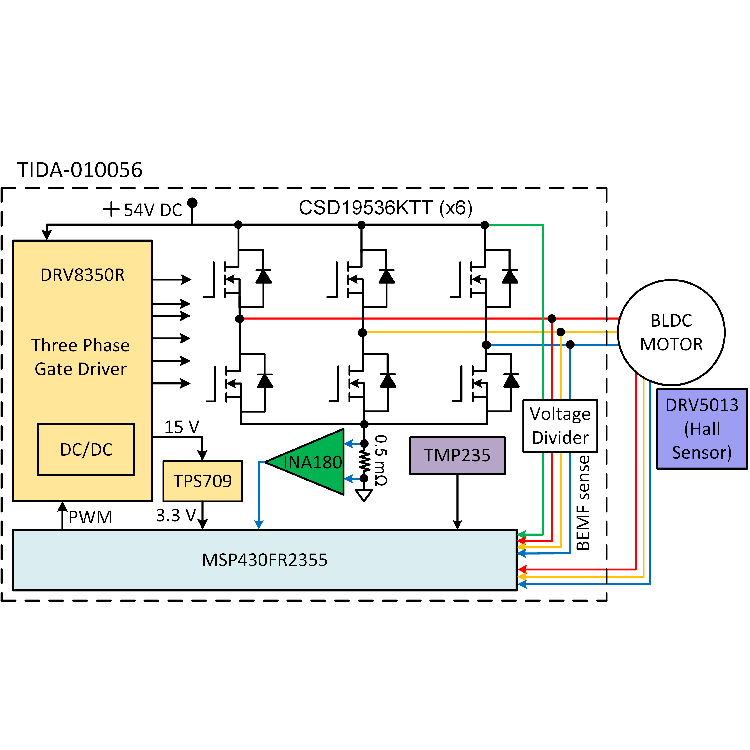 TIDA-010056
+54V DC
CSD19536KTT (x6)
DRV8350R
Three Phase
Gate Driver
DC/DC
15 V
TPS709
3.3 V
PWM
INA180
0.5 mΩ
TMP235
Voltage
Divider
BEMF sense
BLDC
MOTOR
DRV5013
(Hall
Sensor)
MSP430FR2355